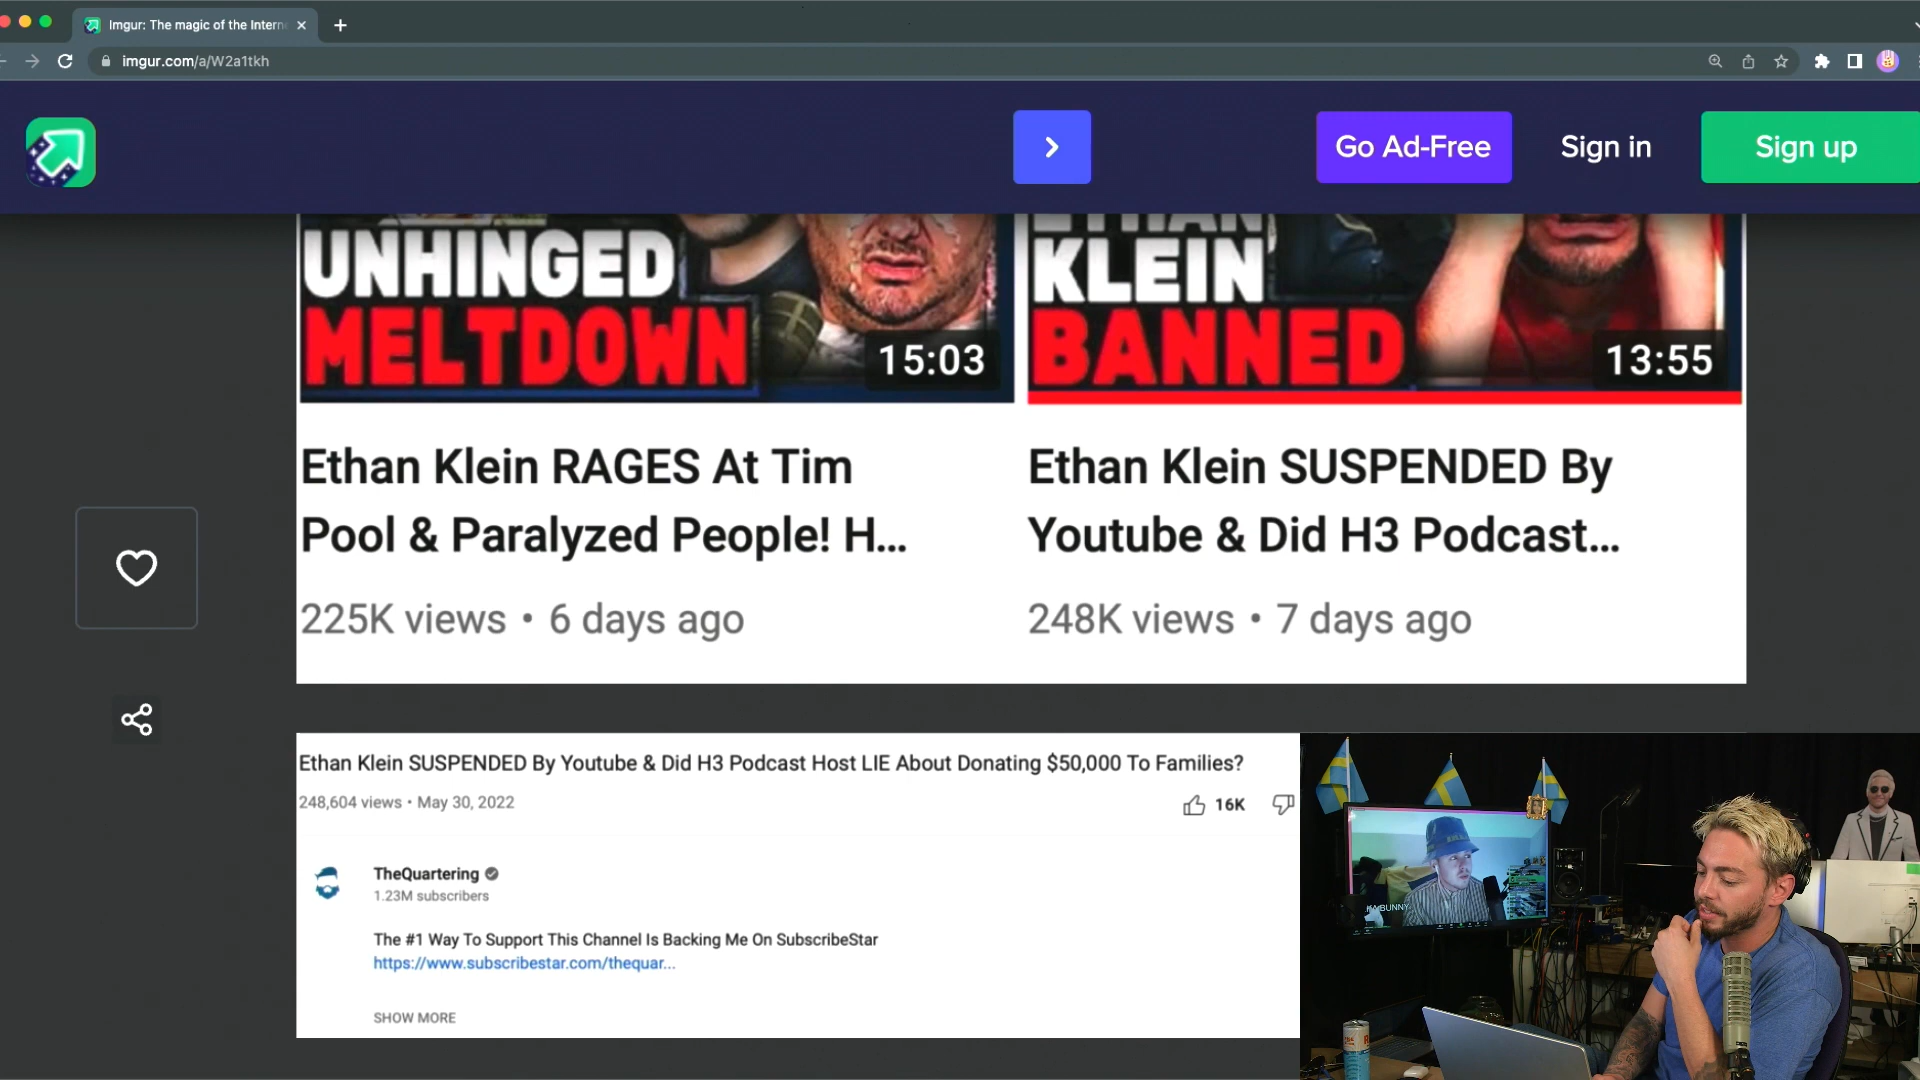 Imgur: The magic of the Intern
imgur.com/a/W2a1tkh
Go Ad-Free
Sign in
Sign up
UNHINGED
MELTDOWN
15:03
ETHAN
KLEIN
BANNED
13:55
Ethan Klein RAGES At Tim
Pool & Paralyzed People! H...
225K views • 6 days ago
Ethan Klein SUSPENDED By
Youtube & Did H3 Podcast...
248K views • 7 days ago
Ethan Klein SUSPENDED By Youtube & Did H3 Podcast Host LIE About Donating $50,000 To Families?
248,604 views • May 30, 2022
16K
TheQuartering
1.23M subscribers
The #1 Way To Support This Channel Is Backing Me On SubscribeStar
https://www.subscribestar.com/thequar...
SHOW MORE
BUNNY